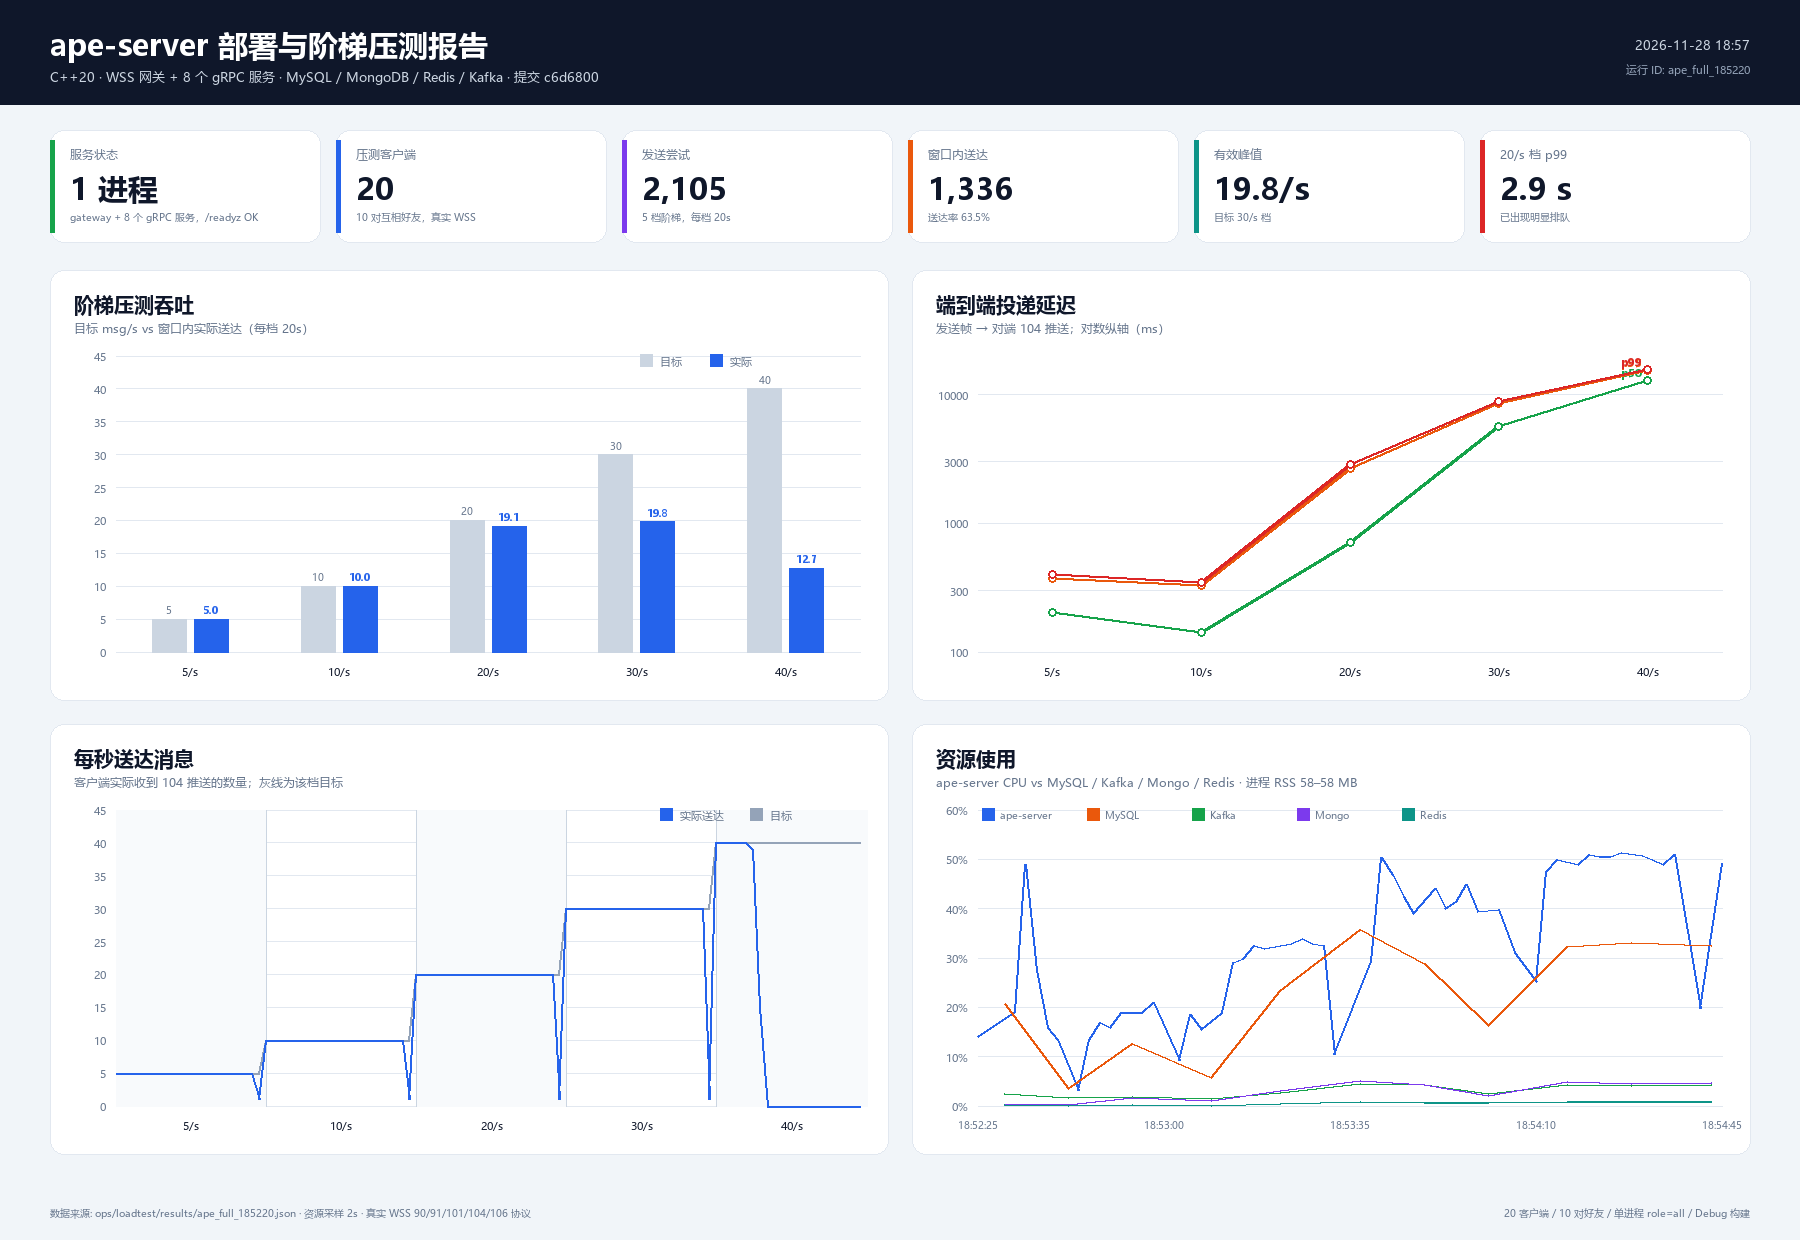 ape-server 部署与阶梯压测报告
C++20 · WSS 网关 + 8 个 gRPC 服务 · MySQL / MongoDB / Redis / Kafka · 提交 c6d6800
2026-11-28 18:57
运行 ID: ape_full_185220
服务状态
1 进程
gateway + 8 个 gRPC 服务，/readyz OK
压测客户端
20
10 对互相好友，真实 WSS
发送尝试
2,105
5 档阶梯，每档 20s
窗口内送达
1,336
送达率 63.5%
有效峰值
19.8/s
目标 30/s 档
20/s 档 p99
2.9 s
已出现明显排队
阶梯压测吞吐
目标 msg/s vs 窗口内实际送达（每档 20s）
目标 实际
45
40
35
30
25
20
15
10
5
0
5 5.0
10 10.0
20 19.1
30 19.8
40 12.7
5/s 10/s 20/s 30/s 40/s
端到端投递延迟
发送帧 → 对端 104 推送；对数纵轴（ms）
p99
p50
10000
3000
1000
300
100
5/s 10/s 20/s 30/s 40/s
每秒送达消息
客户端实际收到 104 推送的数量；灰线为该档目标
实际送达 目标
45
40
35
30
25
20
15
10
5
0
5/s 10/s 20/s 30/s 40/s
资源使用
ape-server CPU vs MySQL / Kafka / Mongo / Redis · 进程 RSS 58–58 MB
ape-server MySQL Kafka Mongo Redis
60%
50%
40%
30%
20%
10%
0%
18:52:25 18:53:00 18:53:35 18:54:10 18:54:45
数据来源: ops/loadtest/results/ape_full_185220.json · 资源采样 2s · 真实 WSS 90/91/101/104/106 协议
20 客户端 / 10 对好友 / 单进程 role=all / Debug 构建